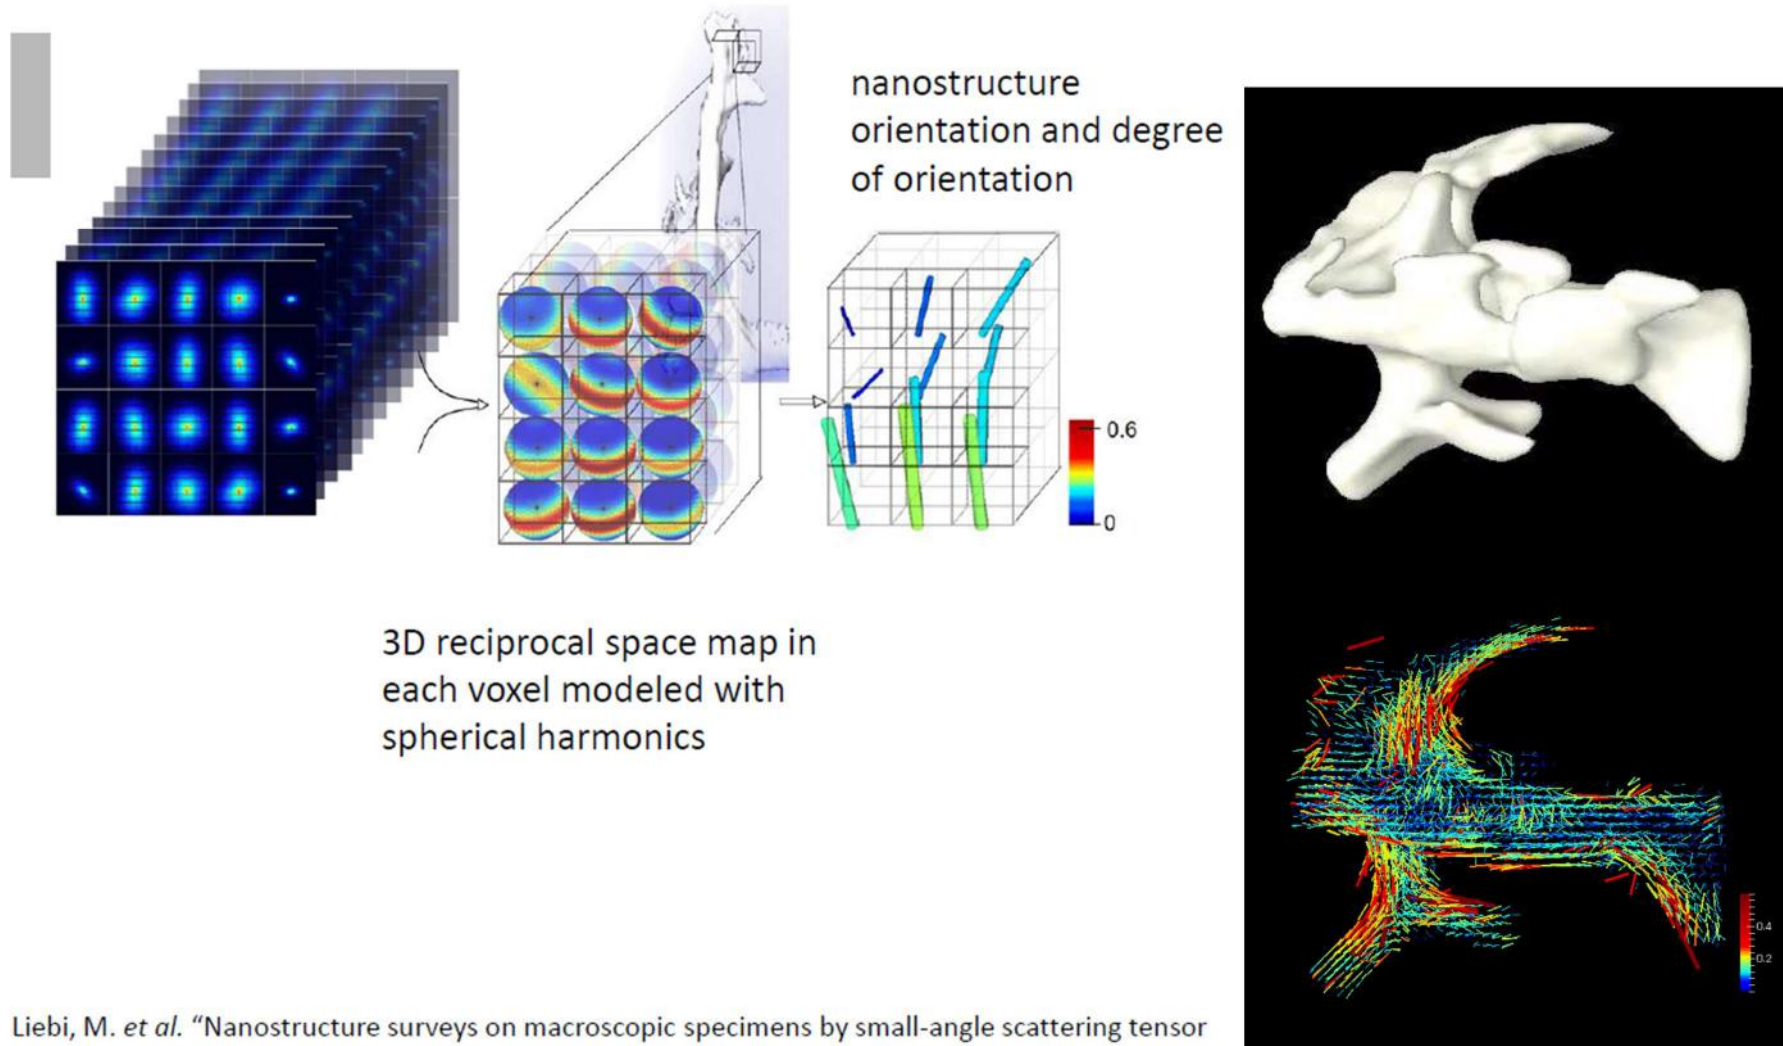 nanostructure
orientation and degree
of orientation
0.6
0
3D reciprocal space map in
each voxel modeled with
spherical harmonics
0.4
0.2
Liebi, M. et al. “Nanostructure surveys on macroscopic specimens by small-angle scattering tensor